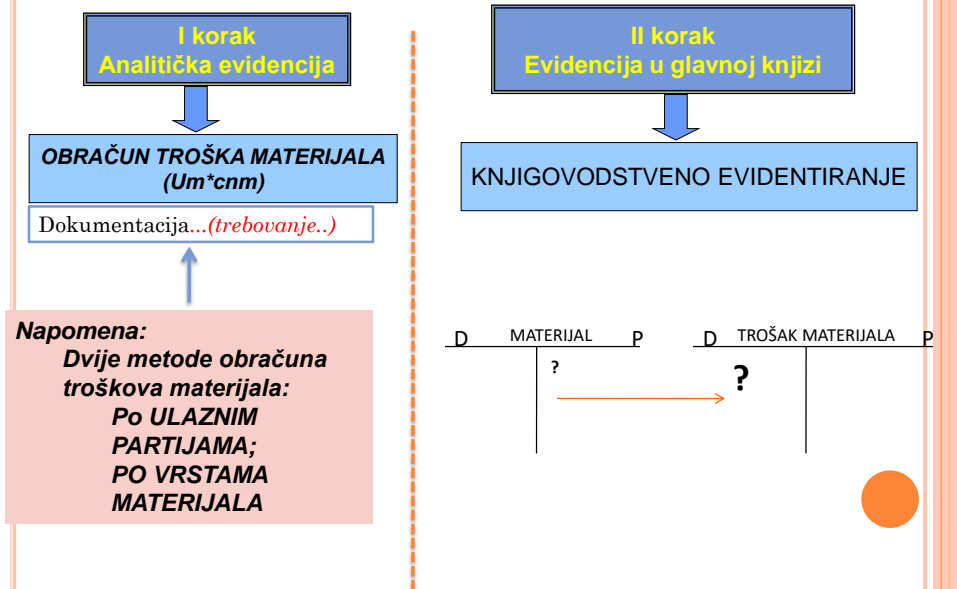 I korak
Analitička evidencija
OBRAČUN TROŠKA MATERIJALA
(Um*cnm)
Dokumentacija...(trebovanje..)
Napomena:
Dvije metode obračuna
troškova materijala:
Po ULAZNIM
PARTIJAMA;
PO VRSTAMA
MATERIJALA
II korak
Evidencija u glavnoj knjizi
KNJIGOVODSTVENO EVIDENTIRANJE
D MATERIJAL P
?
D TROŠAK MATERIJALA P
?